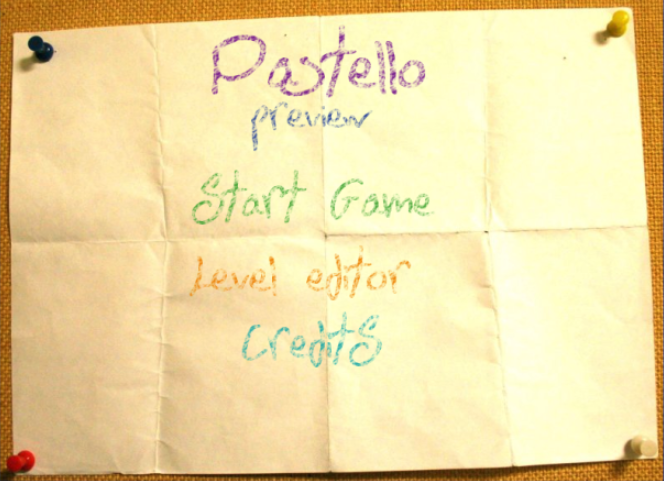 Pastello
preview
Start Game
Level editor
Credits